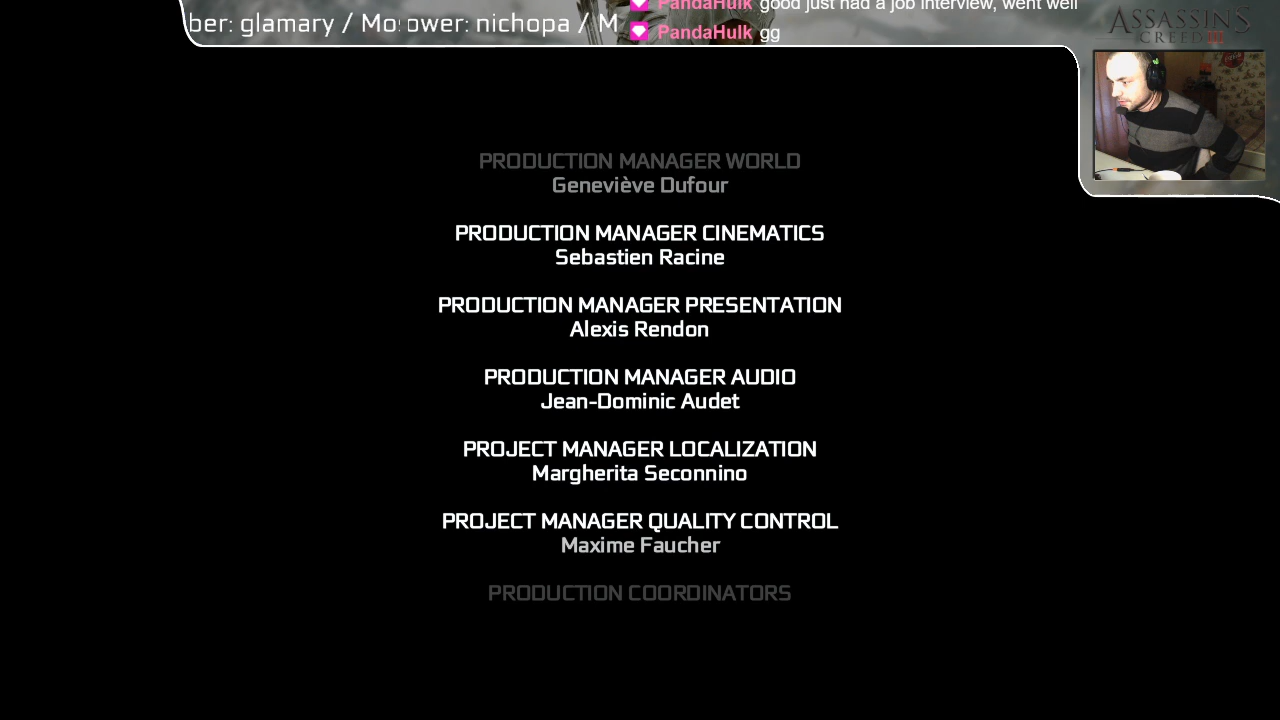 ber: glamary / Mo
ower: nichopa / M
PandaHulk good just had a job interview, went well
PandaHulk gg
ASSASSIN'S
CREED III
PRODUCTION MANAGER WORLD
Geneviève Dufour
PRODUCTION MANAGER CINEMATICS
Sebastien Racine
PRODUCTION MANAGER PRESENTATION
Alexis Rendon
PRODUCTION MANAGER AUDIO
Jean-Dominic Audet
PROJECT MANAGER LOCALIZATION
Margherita Seconnino
PROJECT MANAGER QUALITY CONTROL
Maxime Faucher
PRODUCTION COORDINATORS